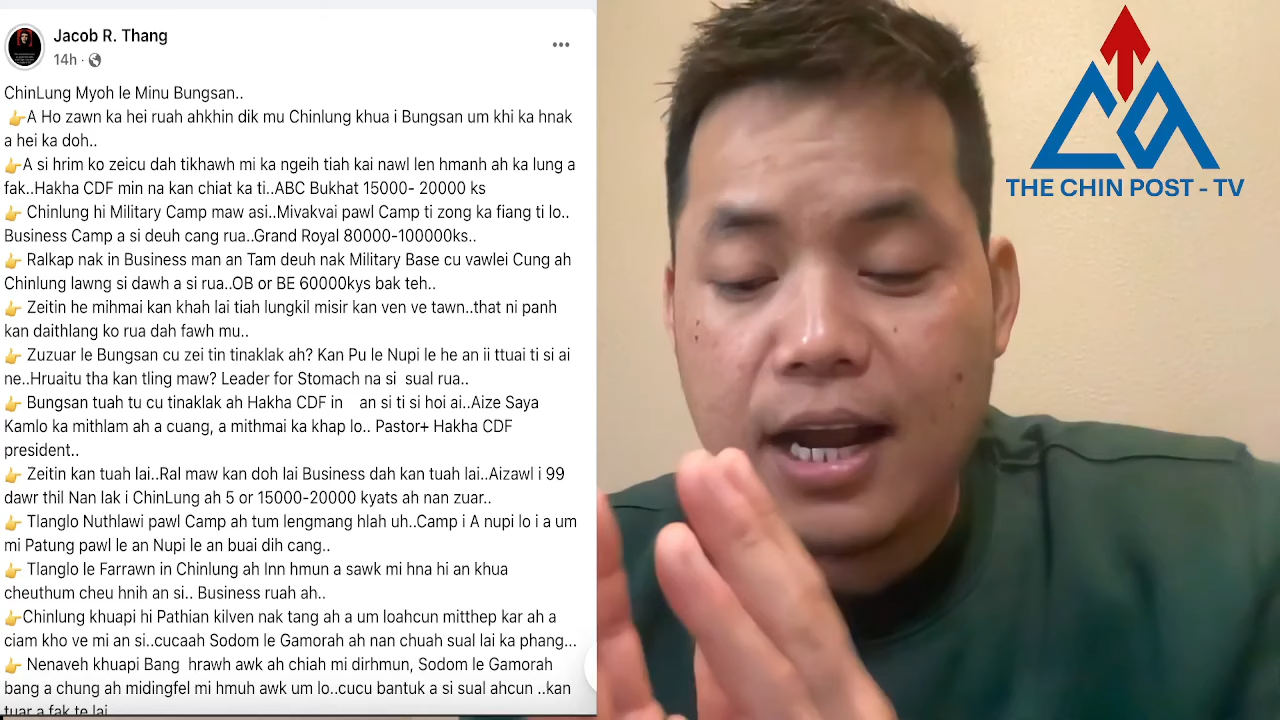 Jacob R. Thang
14h ·
ChinLung Myoh le Minu Bungsan..
👉A Ho zawn ka hei ruah ahkhin dik mu Chinlung khua i Bungsan um khi ka hnak
a hei ka doh..
👉A si hrim ko zeicu dah tikhawh mi ka ngeih tiah kai nawl len hmanh ah ka lung a
fak..Hakha CDF min na kan chiat ka ti..ABC Bukhat 15000- 20000 ks
👉 Chinlung hi Military Camp maw asi..Mivakvai pawl Camp ti zong ka fiang ti lo..
Business Camp a si deuh cang rua..Grand Royal 80000-100000ks..
👉 Ralkap nak in Business man an Tam deuh nak Military Base cu vawlei Cung ah
Chinlung lawng si dawh a si rua..OB or BE 60000kys bak teh..
👉 Zeitin he mihmai kan khah lai tiah lungkil misir kan ven ve tawn..that ni panh
kan daithlang ko rua dah fawh mu..
👉 Zuzuar le Bungsan cu zei tin tinaklak ah? Kan Pu le Nupi le he an ii ttuai ti si ai
ne..Hruaitu tha kan tling maw? Leader for Stomach na si sual rua..
👉 Bungsan tuah tu cu tinaklak ah Hakha CDF in an si ti si hoi ai..Aize Saya
Kamlo ka mithlam ah a cuang, a mithmai ka khap lo.. Pastor+ Hakha CDF
president..
👉 Zeitin kan tuah lai..Ral maw kan doh lai Business dah kan tuah lai..Aizawl i 99
dawr thil Nan lak i ChinLung ah 5 or 15000-20000 kyats ah nan zuar..
👉 Tlanglo Nuthlawi pawl Camp ah tum lengmang hlah uh..Camp i A nupi lo i a um
mi Patung pawl le an Nupi le an buai dih cang..
👉 Tlanglo le Farrawn in Chinlung ah Inn hmun a sawk mi hna hi an khua
cheuthum cheu hnih an si.. Business ruah ah..
👉Chinlung khuapi hi Pathian kilven nak tang ah a um loahcun mitthep kar ah a
ciam kho ve mi an si..cucaah Sodom le Gamorah ah nan chuah sual lai ka phang...
👉 Nenaveh khuapi Bang hrawh awk ah chiah mi dirhmun, Sodom le Gamorah
bang a chung ah midingfel mi hmuh awk um lo..cucu bantuk a si sual ahcun ..kan
tuar a fak te lai
THE CHIN POST - TV